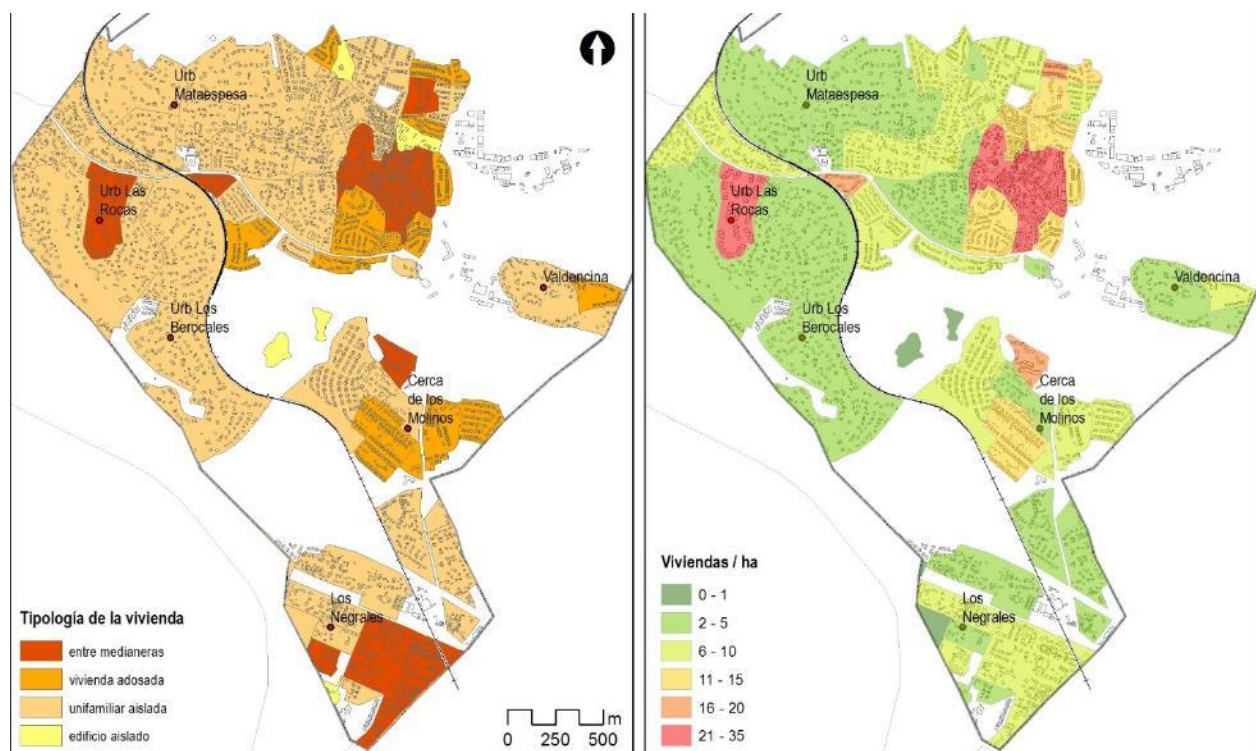 Urb
Mataespesa
Urb Las
Rocas
Urb Los
Berocales
Valdencina
Cerca
de los
Molinos
Los
Negrales
Tipología de la vivienda
entre medianeras
vivienda adosada
unifamiliar aislada
edificio aislado
m
0 250 500
Urb
Mataespesa
Urb Las
Rocas
Urb Los
Berocales
Valdencina
Cerca
de los
Molinos
Los
Negrales
Viviendas / ha
0 - 1
2 - 5
6 - 10
11 - 15
16 - 20
21 - 35